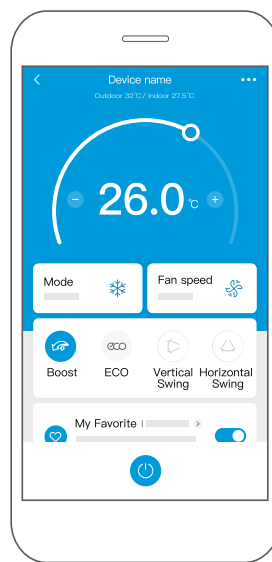 Device name
Outdoor 32℃ / Indoor 27.5℃
26.0℃
Mode
Fan speed
eco
Boost
ECO
Vertical Swing
Horizontal Swing
My Favorite